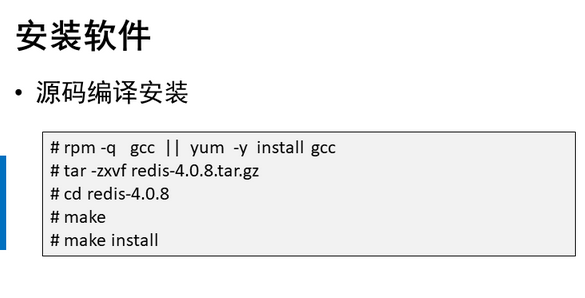 安装软件
• 源码编译安装
# rpm -q gcc || yum -y install gcc
# tar -zxvf redis-4.0.8.tar.gz
# cd redis-4.0.8
# make
# make install